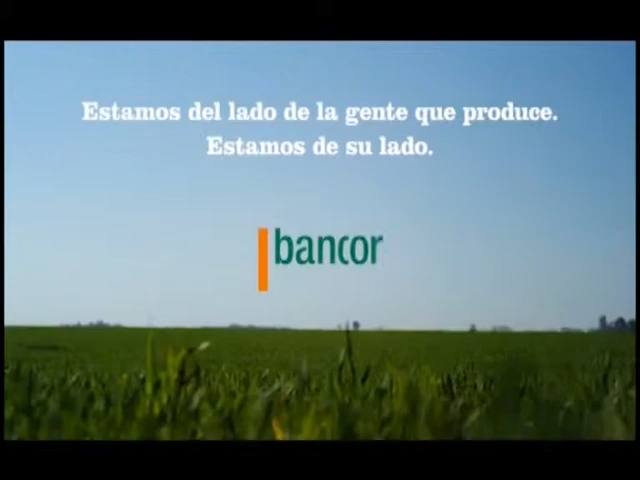 Estamos del lado de la gente que produce.
Estamos de su lado.
bancor